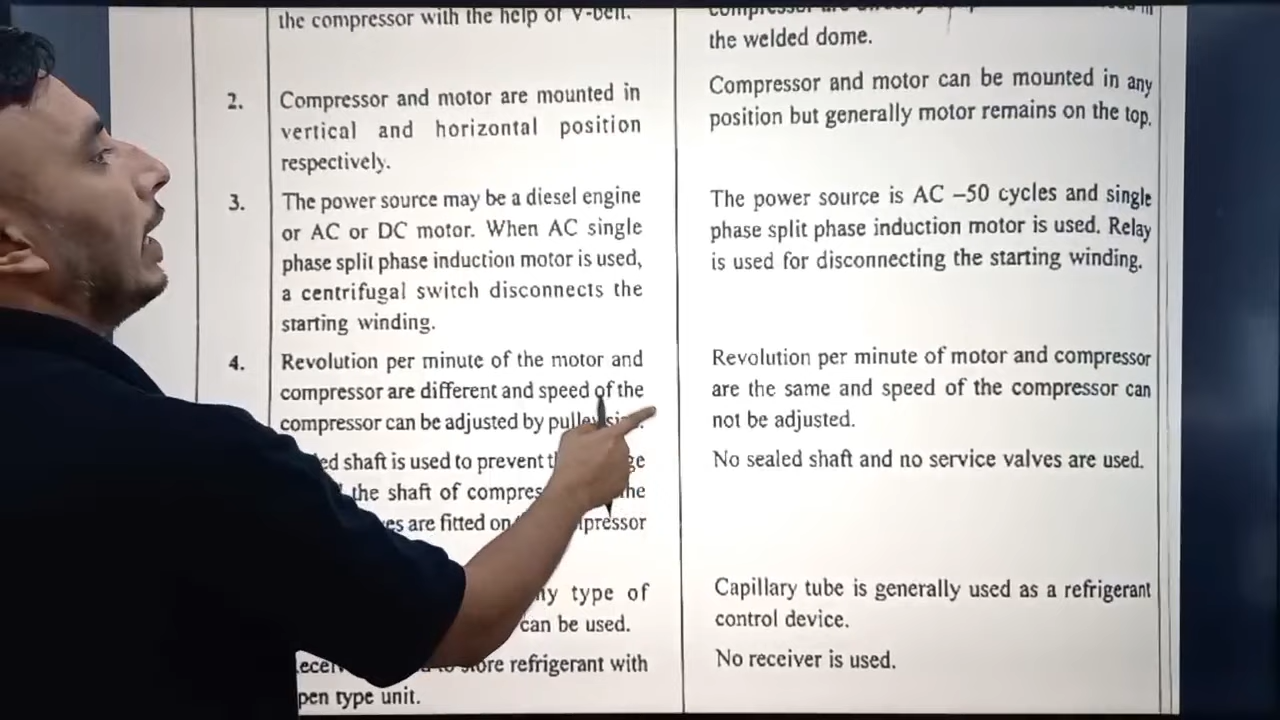 the compressor with the help of V-belt.
the welded dome.
2. Compressor and motor are mounted in
vertical and horizontal position
respectively.
Compressor and motor can be mounted in any
position but generally motor remains on the top.
3. The power source may be a diesel engine
or AC or DC motor. When AC single
phase split phase induction motor is used,
a centrifugal switch disconnects the
starting winding.
The power source is AC –50 cycles and single
phase split phase induction motor is used. Relay
is used for disconnecting the starting winding.
4. Revolution per minute of the motor and
compressor are different and speed of the
compressor can be adjusted by
Revolution per minute of motor and compressor
are the same and speed of the compressor can
not be adjusted.
shaft is used to prevent
the shaft of
are fitted on
No sealed shaft and no service valves are used.
type of
can be used.
Capillary tube is generally used as a refrigerant
control device.
refrigerant with
type unit.
No receiver is used.